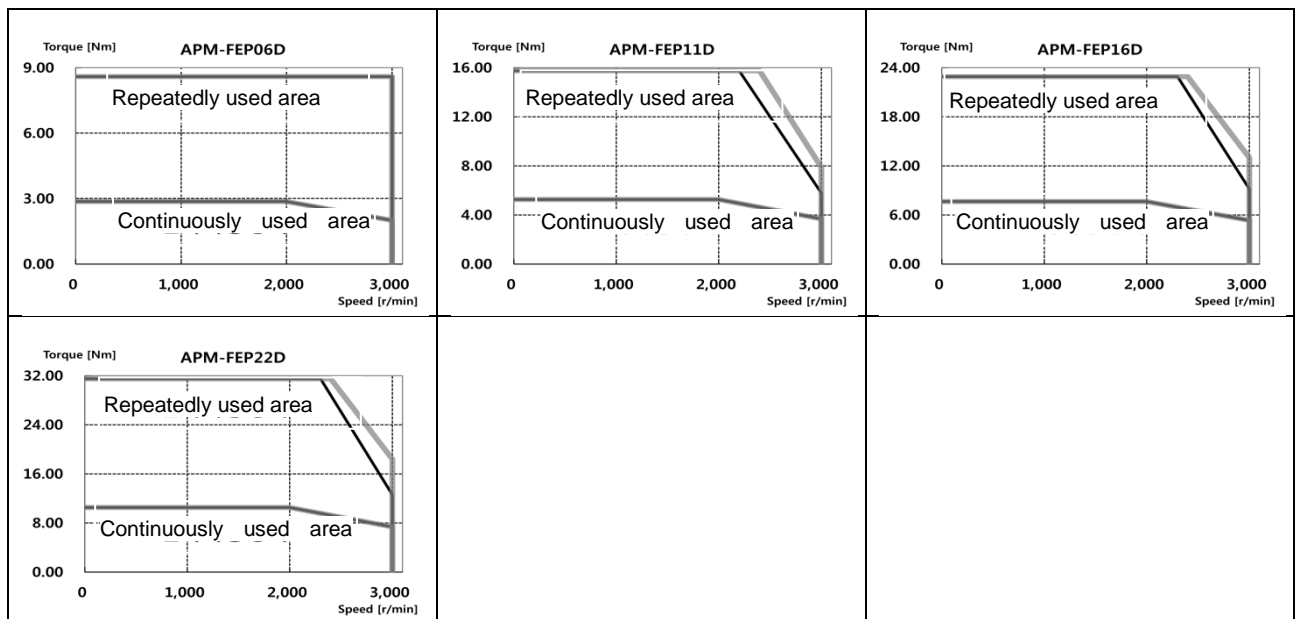 Torque [Nm] APM-FEP06D
9.00
Repeatedly used area
6.00
3.00
Continuously used area
0.00
0 1,000 2,000 3,000
Speed [r/min]
Torque [Nm] APM-FEP11D
16.00
Repeatedly used area
12.00
8.00
4.00
Continuously used area
0.00
0 1,000 2,000 3,000
Speed [r/min]
Torque [Nm] APM-FEP16D
24.00
Repeatedly used area
18.00
12.00
6.00
Continuously used area
0.00
0 1,000 2,000 3,000
Speed [r/min]
Torque [Nm] APM-FEP22D
32.00
Repeatedly used area
24.00
16.00
8.00
Continuously used area
0.00
0 1,000 2,000 3,000
Speed [r/min]